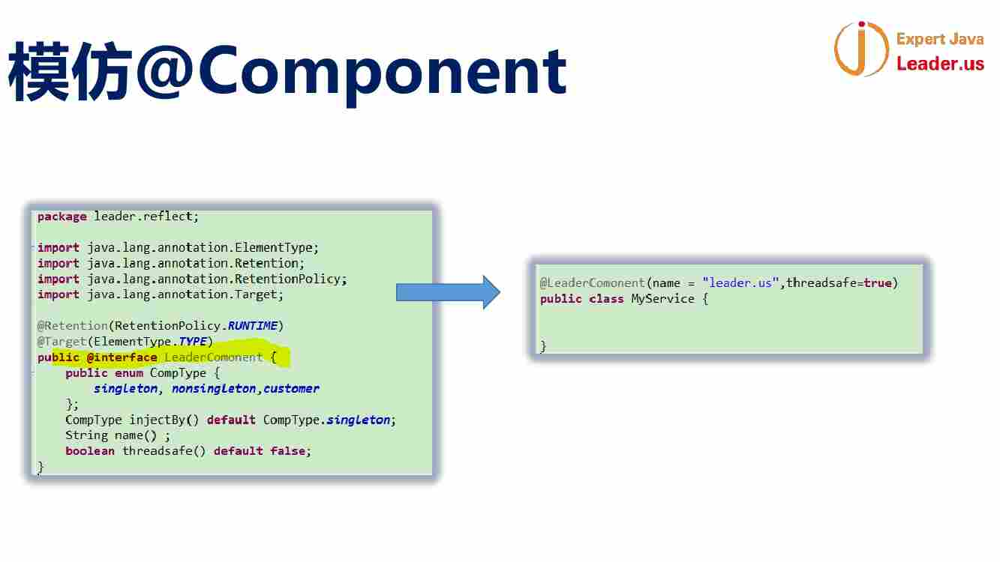 模仿@Component
Expert Java
Leader.us
package leader.reflect;
import java.lang.annotation.ElementType;
import java.lang.annotation.Retention;
import java.lang.annotation.RetentionPolicy;
import java.lang.annotation.Target;
@Retention(RetentionPolicy.RUNTIME)
@Target(ElementType.TYPE)
public @interface LeaderComonent {
public enum CompType {
singleton, nonsingleton,customer
};
CompType injectBy() default CompType.singleton;
String name() ;
boolean threadsafe() default false;
}
@LeaderComonent(name = "leader.us",threadsafe=true)
public class MyService {
}